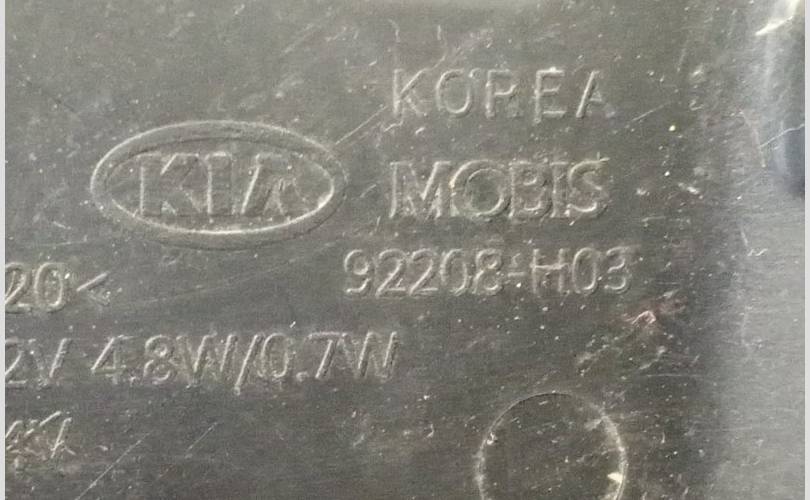 KOREA
KIA MOBIS
92208-H03
20<
2V 4.8W/0.7W